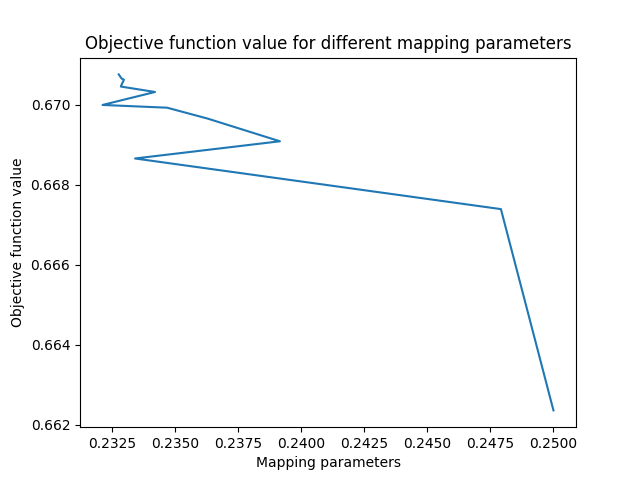 Objective function value for different mapping parameters
Objective function value
0.670
0.668
0.666
0.664
0.662
0.2325 0.2350 0.2375 0.2400 0.2425 0.2450 0.2475 0.2500
Mapping parameters